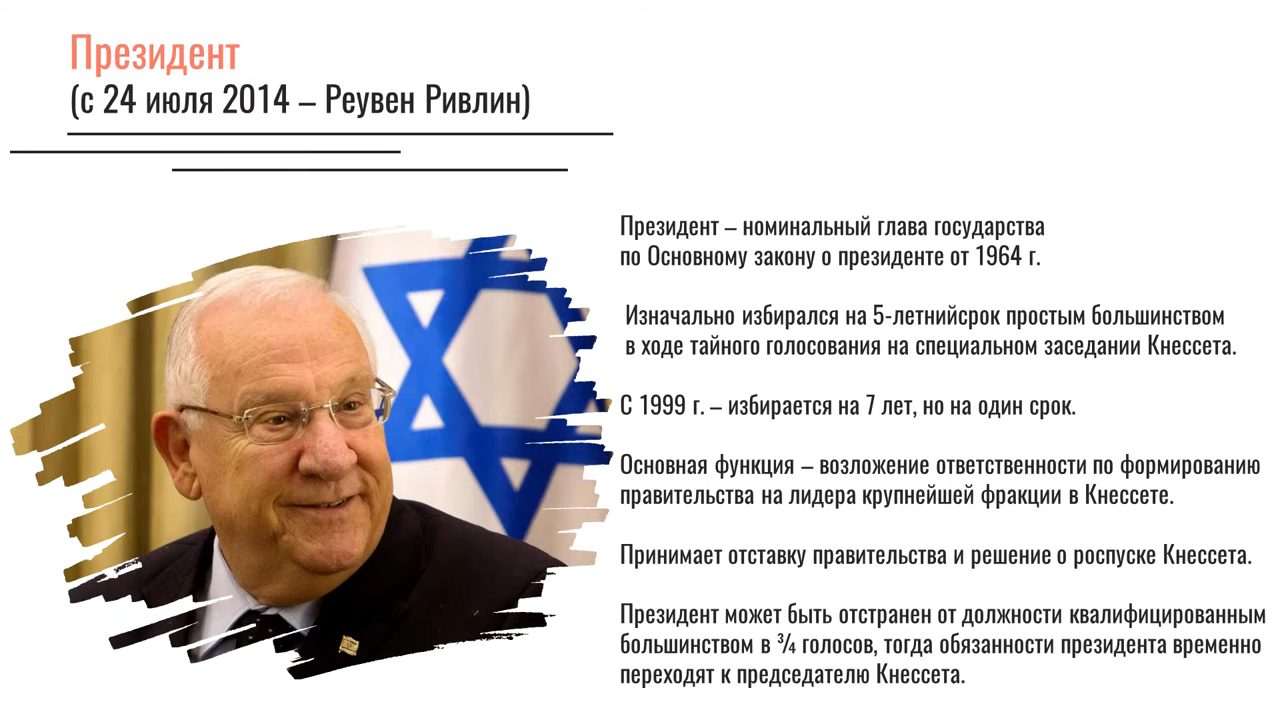 Президент
(с 24 июля 2014 – Реувен Ривлин)
Президент – номинальный глава государства
по Основному закону о президенте от 1964 г.
Изначально избирался на 5-летнийсрок простым большинством
в ходе тайного голосования на специальном заседании Кнессета.
С 1999 г. – избирается на 7 лет, но на один срок.
Основная функция – возложение ответственности по формированию
правительства на лидера крупнейшей фракции в Кнессете.
Принимает отставку правительства и решение о роспуске Кнессета.
Президент может быть отстранен от должности квалифицированным
большинством в ¾ голосов, тогда обязанности президента временно
переходят к председателю Кнессета.